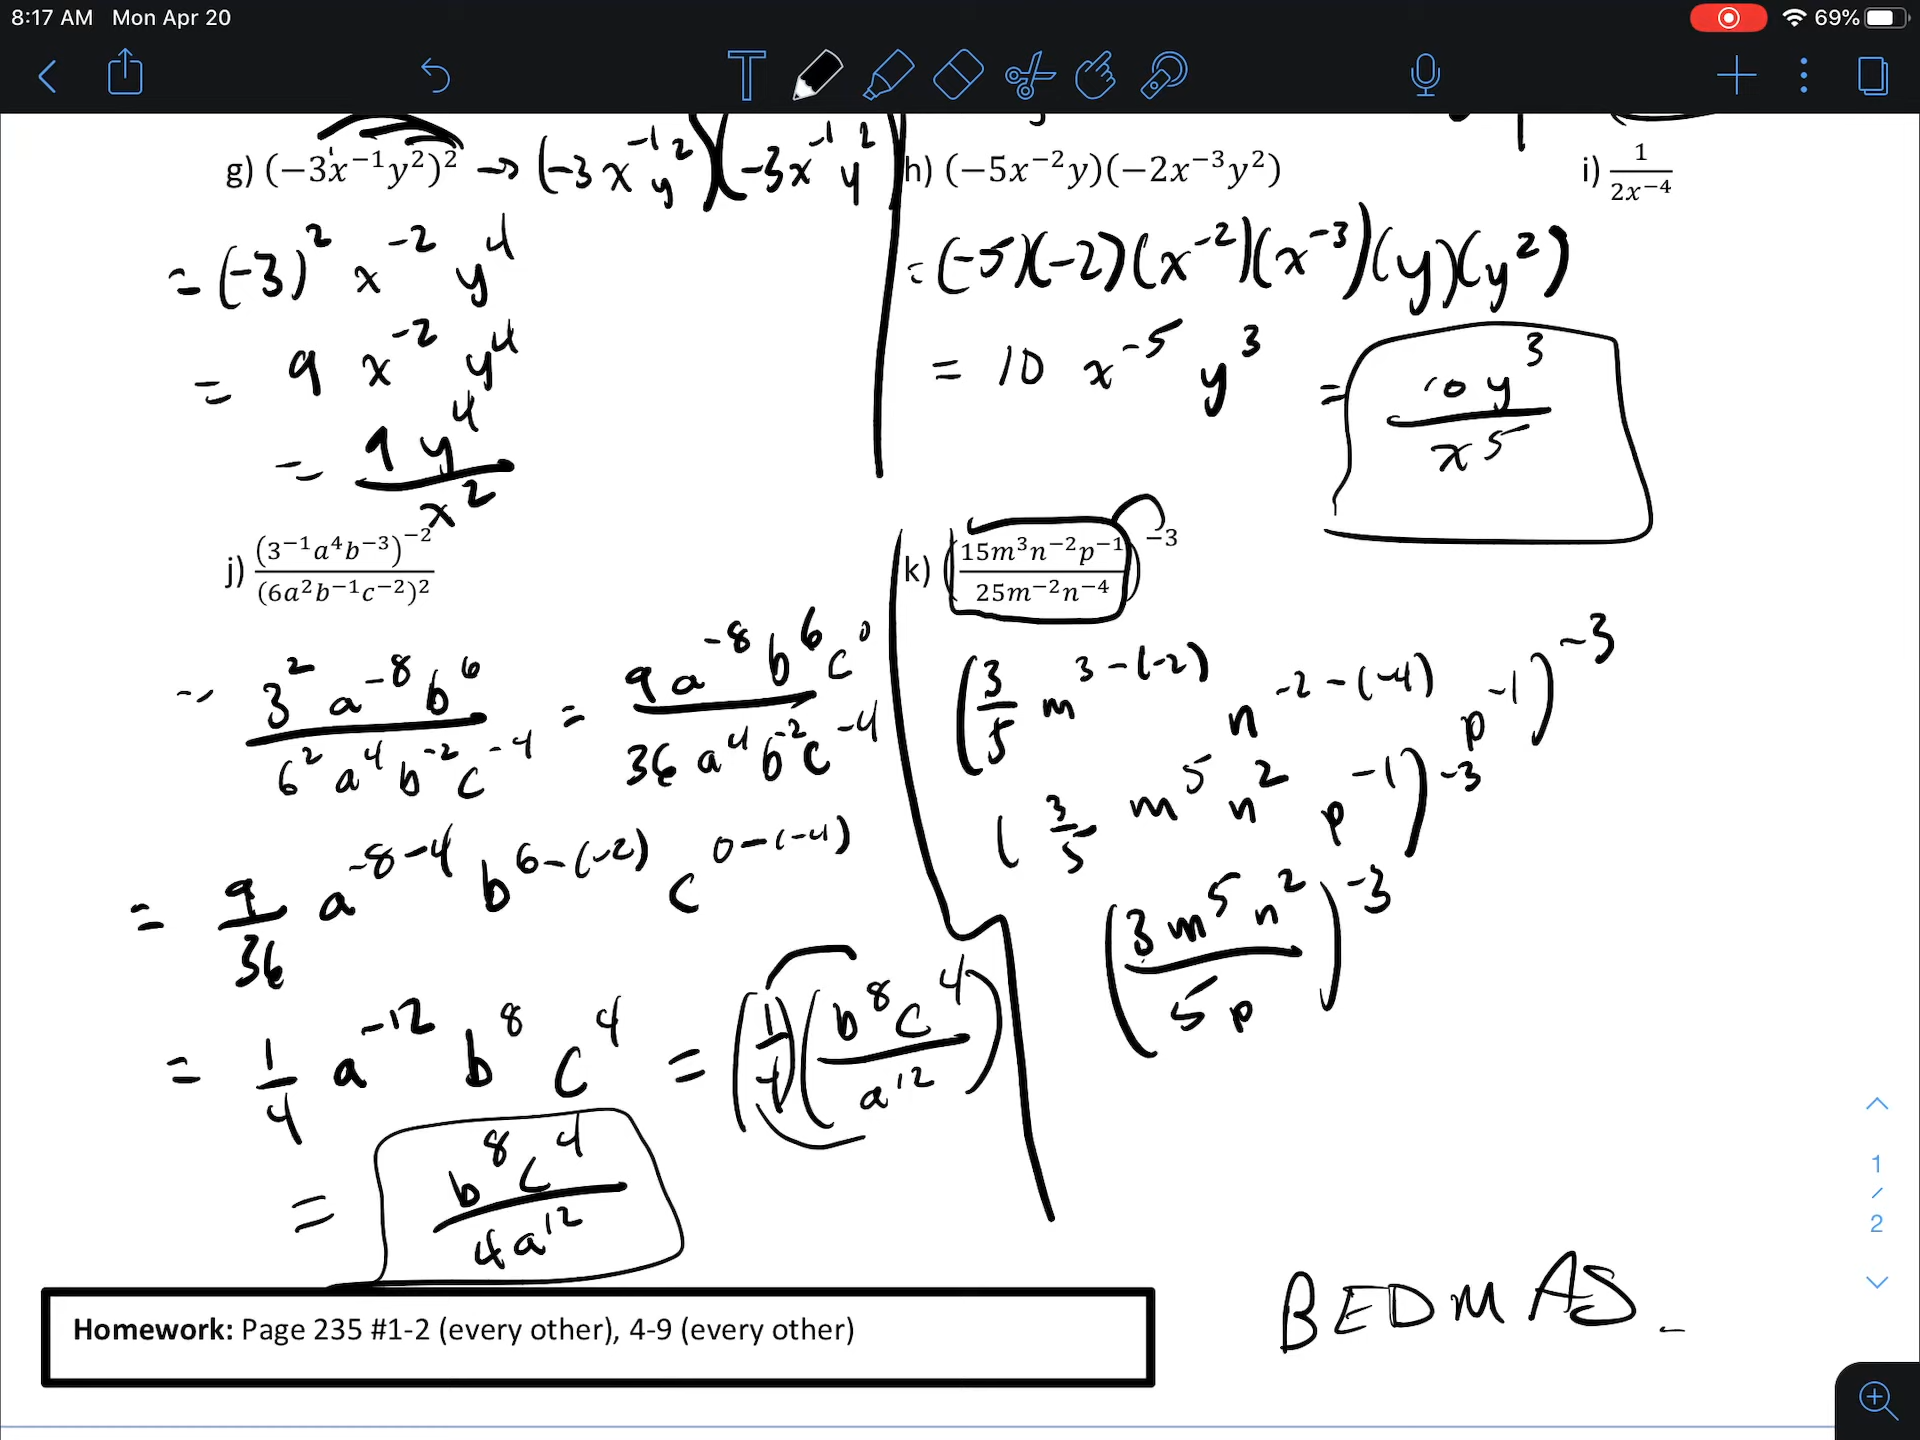 8:17 AM Mon Apr 20
69%
g) (−3x⁻¹y²)² → (-3x⁻¹y²)(-3x⁻¹y²)
= (-3)² x⁻² y⁴
= 9 x⁻² y⁴
= 9y⁴/x²
h) (−5x⁻²y)(−2x⁻³y²)
= (-5)(-2)(x⁻²)(x⁻³)(y)(y²)
= 10 x⁻⁵ y³ = 10y³/x⁵
i) 1/2x⁻⁴
j) (3⁻¹a⁴b⁻³)⁻²/(6a²b⁻¹c⁻²)²
= 3² a⁻⁸ b⁶/6² a⁴ b⁻² c⁻⁴ = 9a⁻⁸ b⁶ c⁰/36 a⁴ b⁻² c⁻⁴
= 9/36 a⁻⁸⁻⁴ b⁶⁻⁽⁻²⁾ c⁰⁻⁽⁻⁴⁾
= 1/4 a⁻¹² b⁸ c⁴ = (1/4)(b⁸c⁴/a¹²)
= b⁸c⁴/4a¹²
k) (15m³n⁻²p⁻¹/25m⁻²n⁻⁴)⁻³
(3/5 m³⁻⁽⁻²⁾ n⁻²⁻⁽⁻⁴⁾ p⁻¹)⁻³
(3/5 m⁵ n² p⁻¹)⁻³
(3m⁵n²/5p)⁻³
Homework: Page 235 #1-2 (every other), 4-9 (every other)
BEDMAS
1
/
2